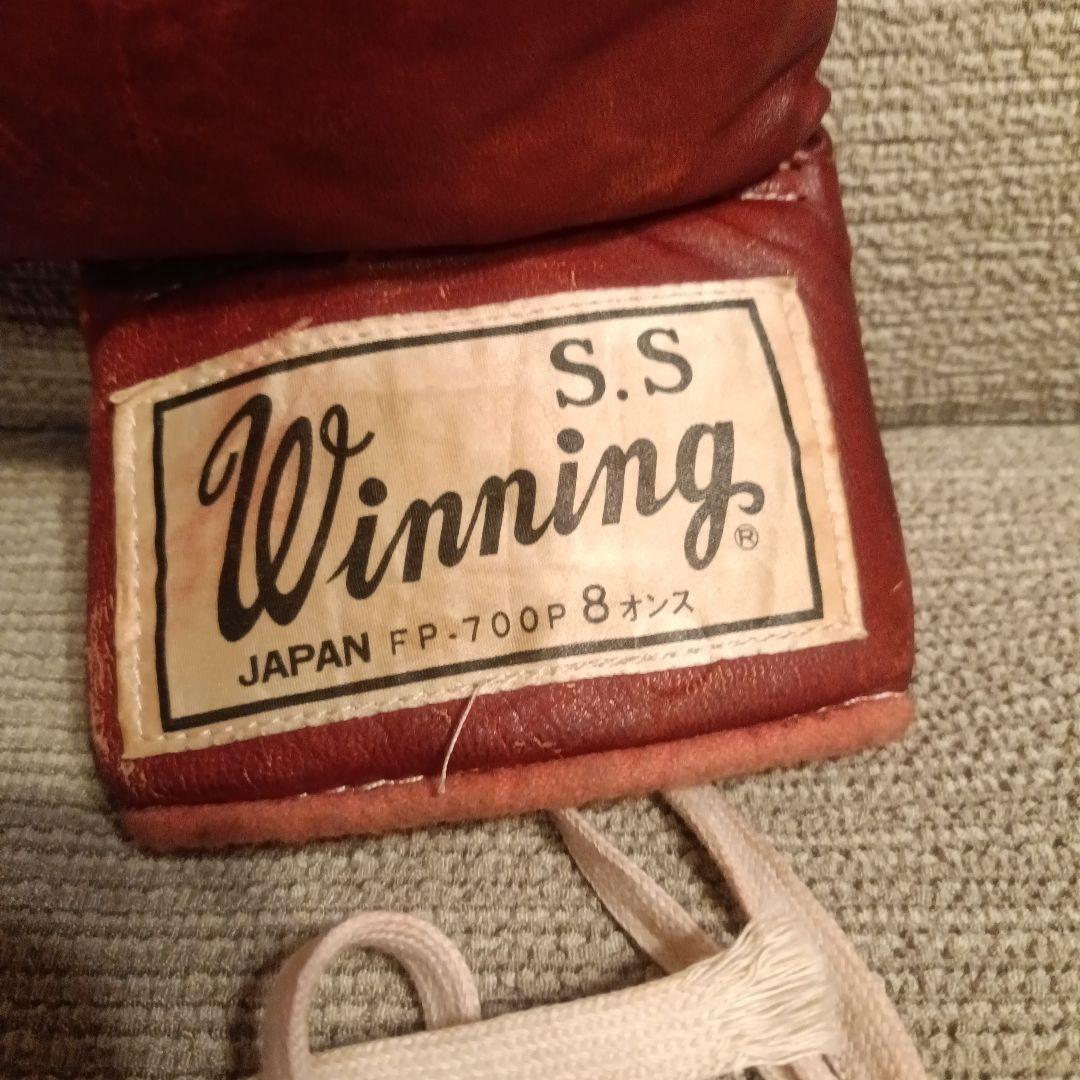 S.S
Winning®
JAPAN FP-700P 8オンス